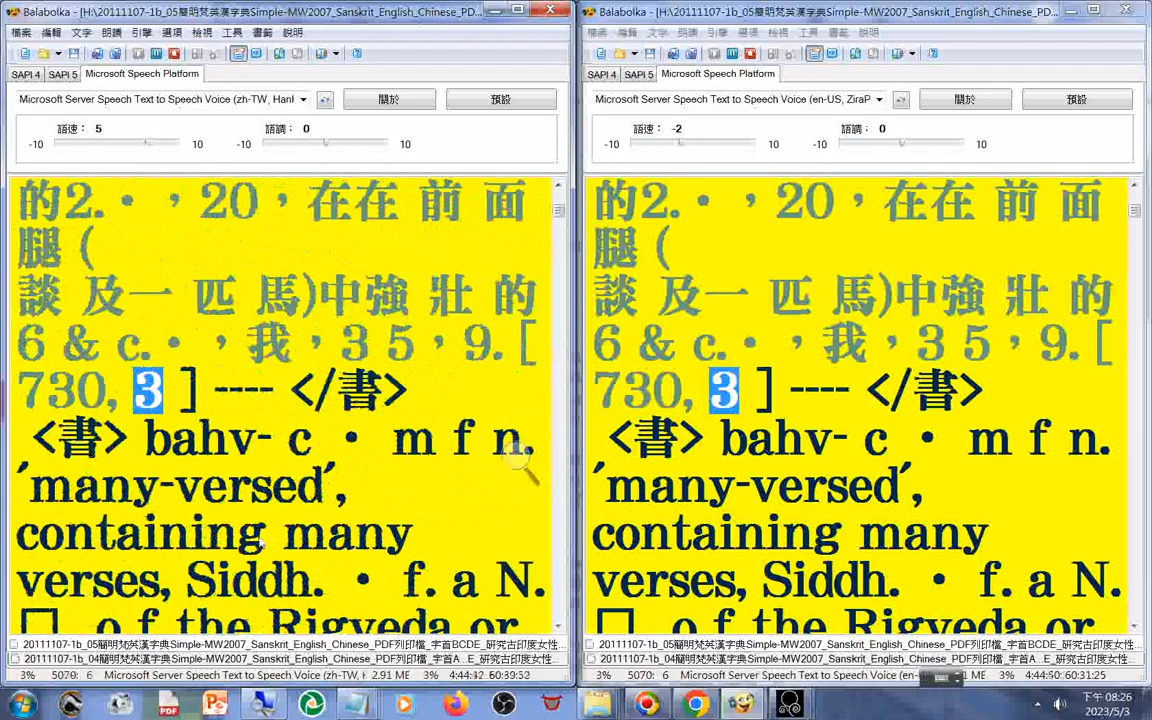 Balabolka - [H:\20111107-1b_05簡明梵英漢字典Simple-MW2007_Sanskrit_English_Chinese_PD...
檔案 編輯 文字 朗讀 引擎 選項 檢視 工具 書籤 說明
SAPI 4 SAPI 5 Microsoft Speech Platform
Microsoft Server Speech Text to Speech Voice (zh-TW, Hanl
關於 預設
語速： 5 語調： 0
-10 10 -10 10
的2.•，20，在在 前 面
腿（
談 及一 匹 馬)中強 壯 的
6 & c.•，我，3 5，9. [
730, 3 ] ---- </書>
<書> bahv- c • m f n.
'many-versed',
containing many
verses, Siddh. • f. a N.
□ o f the Rigveda or
20111107-1b_05簡明梵英漢字典Simple-MW2007_Sanskrit_English_Chinese_PDF列印檔_字首BCDE_研究古印度女性...
20111107-1b_04簡明梵英漢字典Simple-MW2007_Sanskrit_English_Chinese_PDF列印檔_字首A...E_研究古印度女性...
3% 5070: 6 Microsoft Server Speech Text to Speech Voice (zh-TW, H 2.91 ME 3% 4:44:12.60:39:52
Balabolka - [H:\20111107-1b_05簡明梵英漢字典Simple-MW2007_Sanskrit_English_Chinese_PD...
檔案 編輯 文字 朗讀 引擎 選項 檢視 工具 書籤 說明
SAPI 4 SAPI 5 Microsoft Speech Platform
Microsoft Server Speech Text to Speech Voice (en-US, ZiraP
關於 預設
語速： -2 語調： 0
-10 10 -10 10
的2.•，20，在在 前 面
腿（
談 及一 匹 馬)中強 壯 的
6 & c.•，我，3 5，9. [
730, 3 ] ---- </書>
<書> bahv- c • m f n.
'many-versed',
containing many
verses, Siddh. • f. a N.
□ o f the Rigveda or
20111107-1b_05簡明梵英漢字典Simple-MW2007_Sanskrit_English_Chinese_PDF列印檔_字首BCDE_研究古印度女性...
20111107-1b_04簡明梵英漢字典Simple-MW2007_Sanskrit_English_Chinese_PDF列印檔_字首A...E_研究古印度女性...
3% 5070: 6 Microsoft Server Speech Text to Speech Voice (en-US 3% 4:44:50.60:31:25
PDF
下午 08:26
2023/5/3